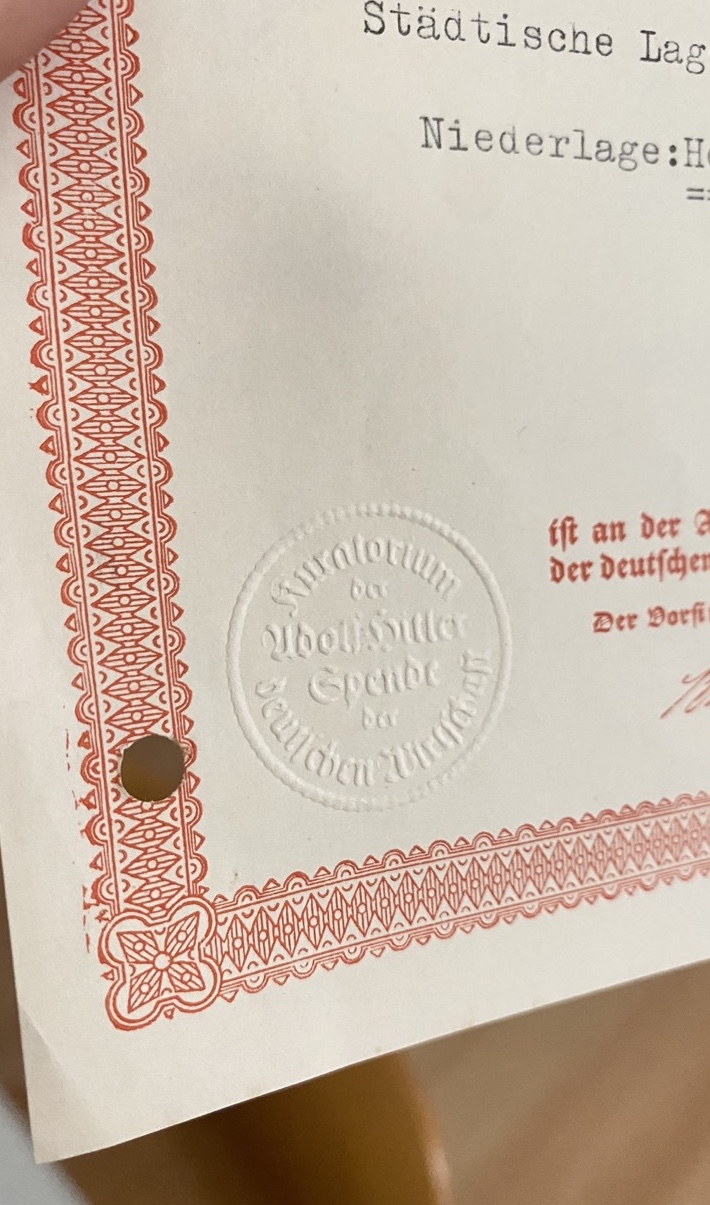 Städtische Lag
Niederlage:H
==
Kuratorium
der
Adolf-Hitler
Spende
der
deutschen Wirtschaft
ist an der A
der deutschen
Der Vorsi